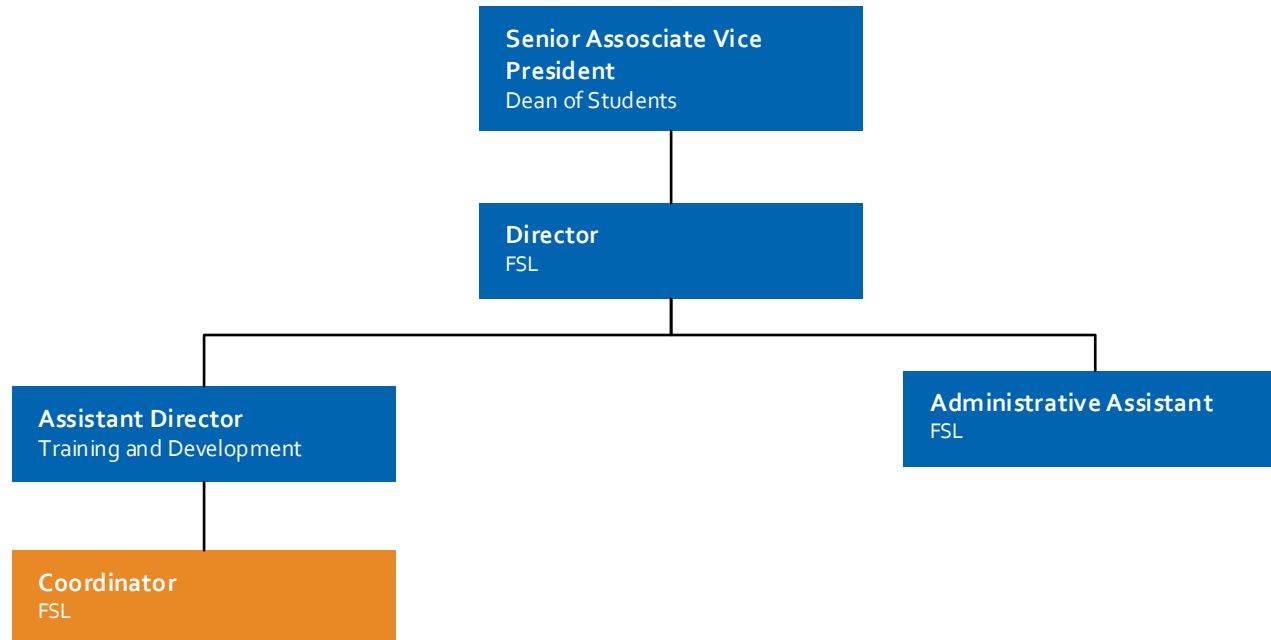 Senior Assosciate Vice
President
Dean of Students
Director
FSL
Assistant Director
Training and Development
Administrative Assistant
FSL
Coordinator
FSL